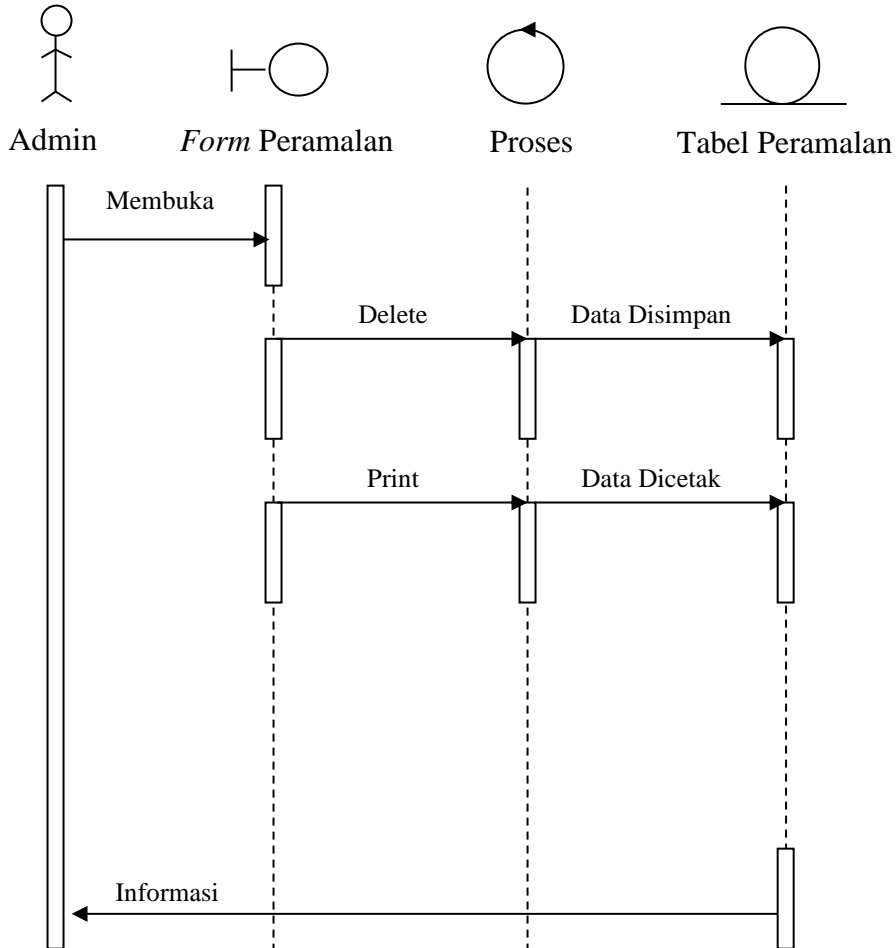 Admin
Form Peramalan
Proses
Tabel Peramalan
Membuka
Delete
Data Disimpan
Print
Data Dicetak
Informasi